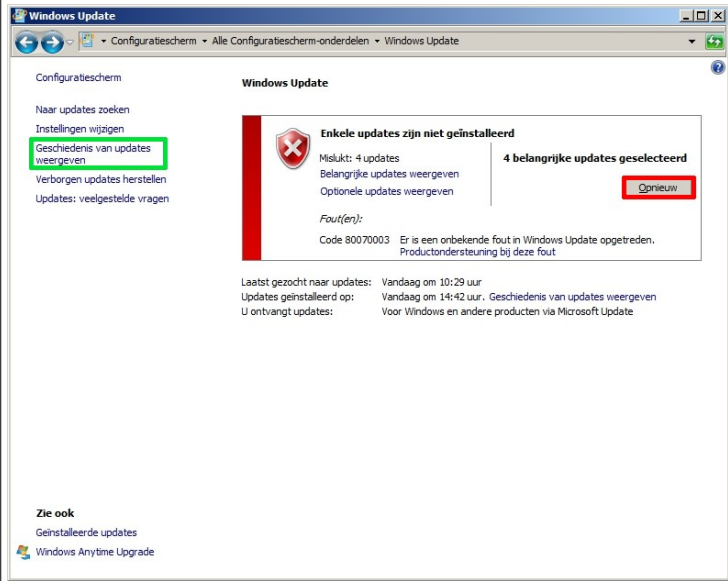 Windows Update
Configuratiescherm ▾ Alle Configuratiescherm-onderdelen ▾ Windows Update
Configuratiescherm
Naar updates zoeken
Instellingen wijzigen
Geschiedenis van updates
weergeven
Verborgen updates herstellen
Updates: veelgestelde vragen
Windows Update
Enkele updates zijn niet geïnstalleerd
Mislukt: 4 updates
Belangrijke updates weergeven
Optionele updates weergeven
4 belangrijke updates geselecteerd
Opnieuw
Fout(en):
Code 80070003 Er is een onbekende fout in Windows Update opgetreden.
Productondersteuning bij deze fout
Laatst gezocht naar updates: Vandaag om 10:29 uur
Updates geïnstalleerd op: Vandaag om 14:42 uur. Geschiedenis van updates weergeven
U ontvangt updates: Voor Windows en andere producten via Microsoft Update
Zie ook
Geïnstalleerde updates
Windows Anytime Upgrade